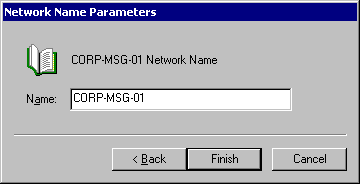 Network Name Parameters
CORP-MSG-01 Network Name
Name: CORP-MSG-01
< Back Finish Cancel